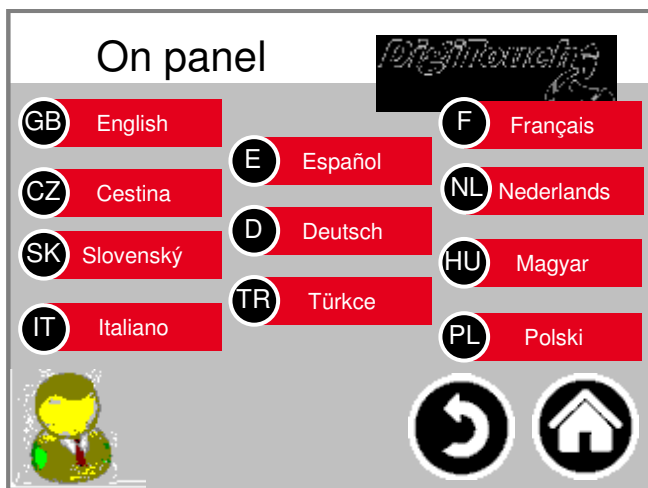 On panel
DigiTouch
GB English
CZ Cestina
SK Slovenský
IT Italiano
E Español
D Deutsch
TR Türkce
F Français
NL Nederlands
HU Magyar
PL Polski